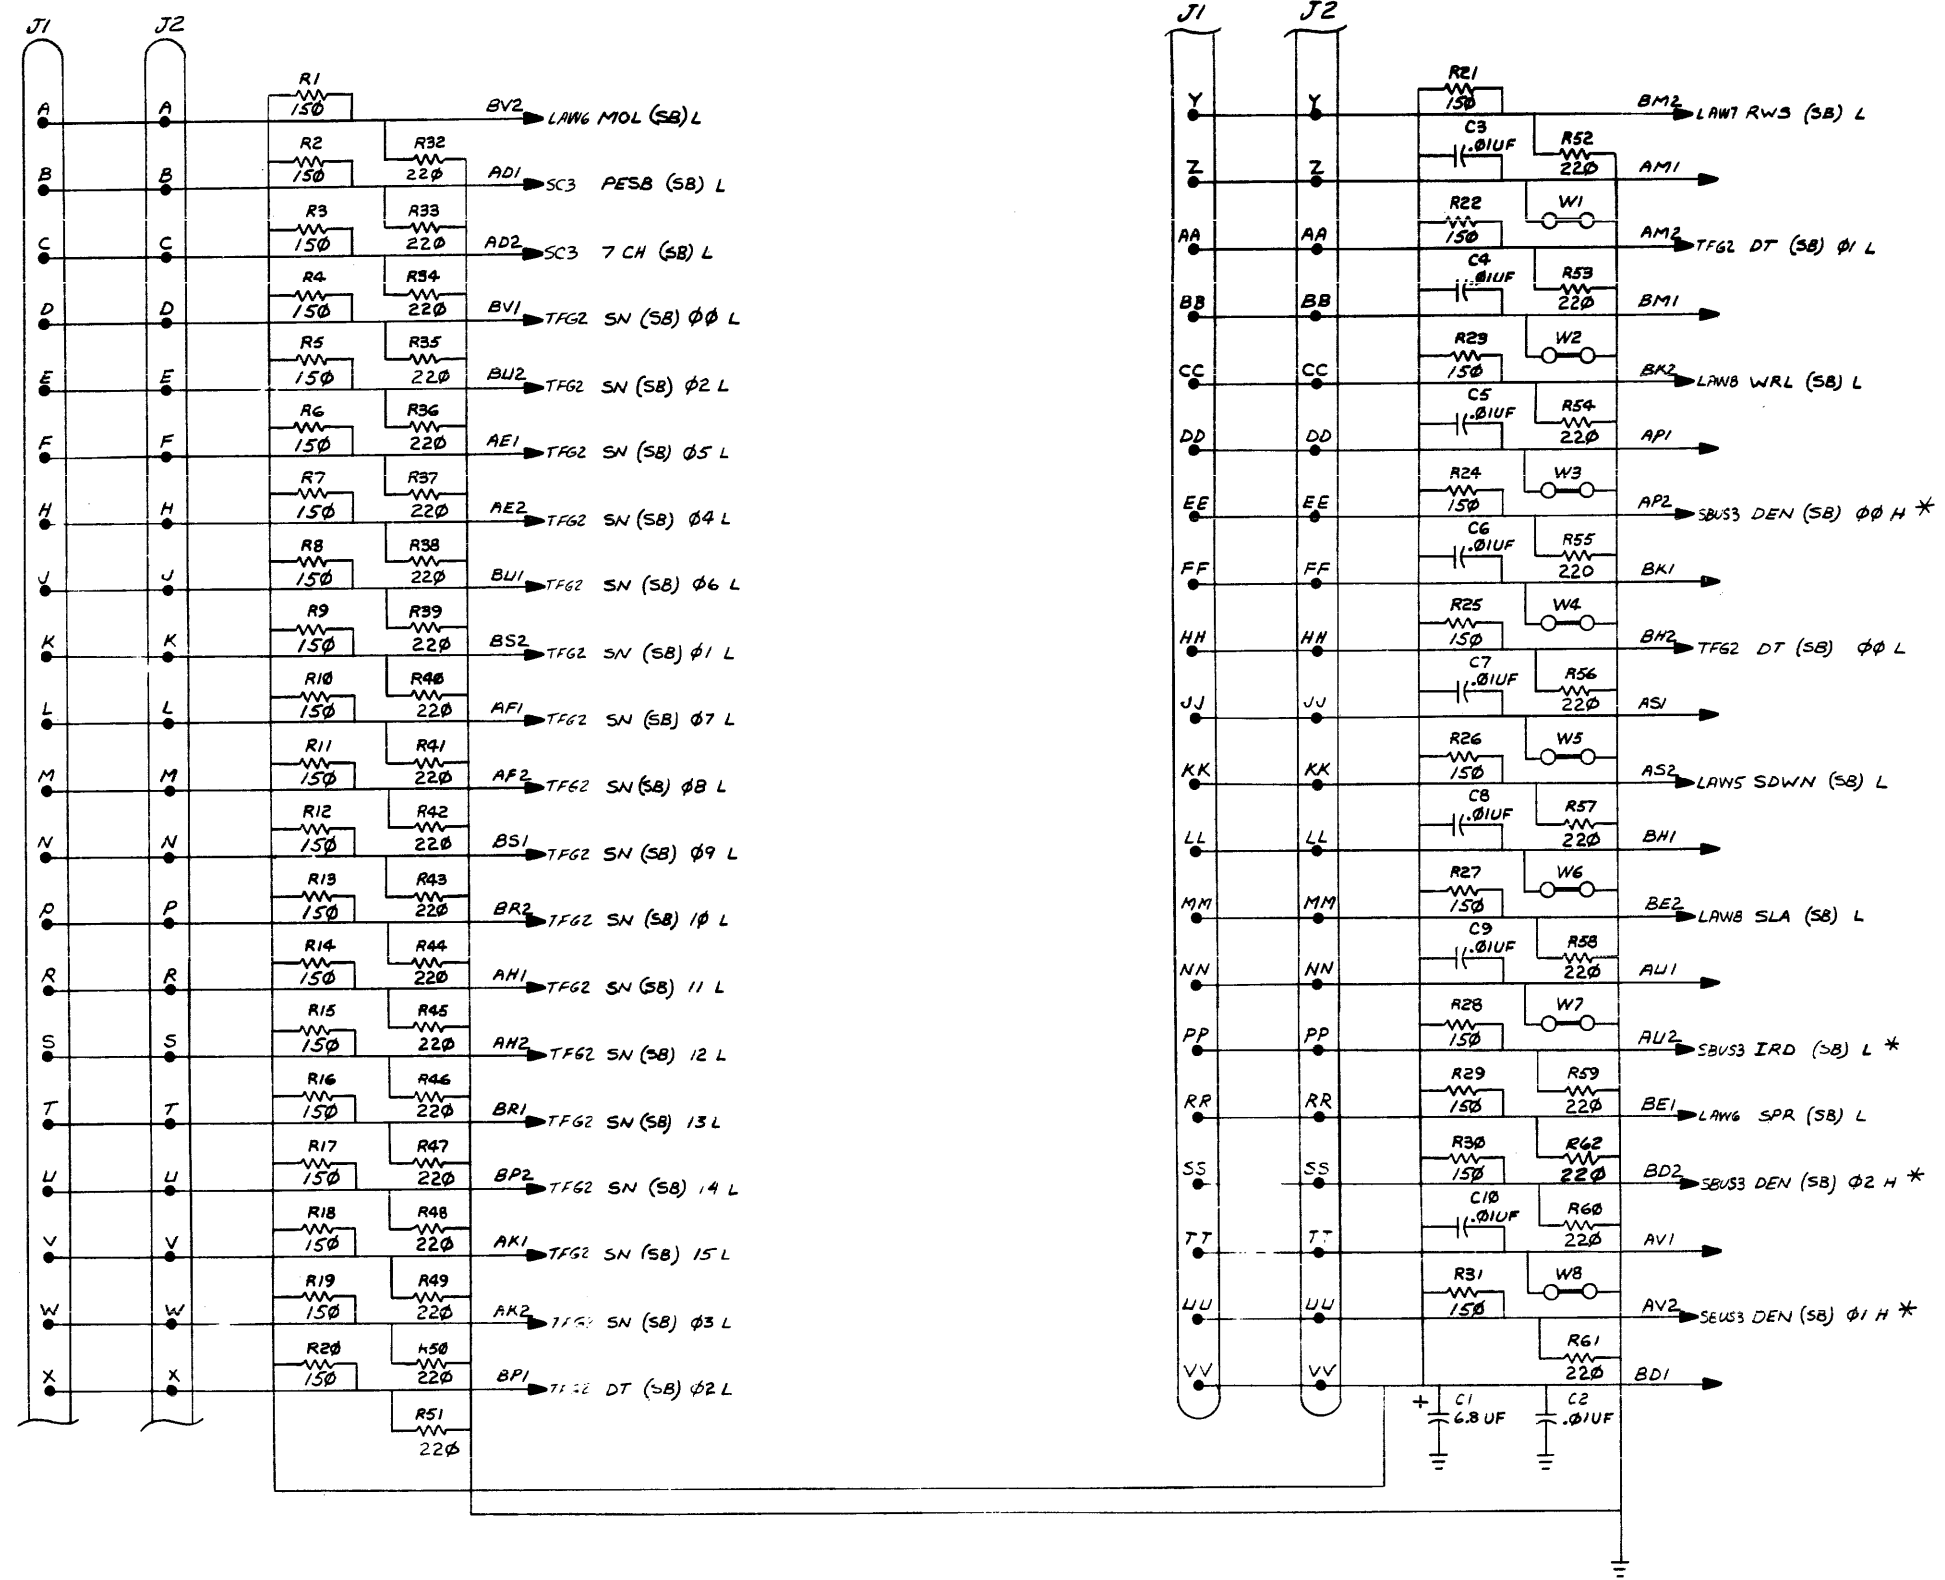 J1 J2
R1
150
A A BV2 LAW6 MOL (SB) L
R2 R32
150 220
B B AD1 SC3 PESB (SB) L
R3 R33
150 220
C C AD2 SC3 7 CH (SB) L
R4 R34
150 220
D D BV1 TFG2 SN (SB) 00 L
R5 R35
150 220
E E BU2 TFG2 SN (SB) 02 L
R6 R36
150 220
F F AE1 TFG2 SN (SB) 05 L
R7 R37
150 220
H H AE2 TFG2 SN (SB) 04 L
R8 R38
150 220
J J BU1 TFG2 SN (SB) 06 L
R9 R39
150 220
K K BS2 TFG2 SN (SB) 01 L
R10 R40
150 220
L L AF1 TFG2 SN (SB) 07 L
R11 R41
150 220
M M AF2 TFG2 SN (SB) 08 L
R12 R42
150 220
N N BS1 TFG2 SN (SB) 09 L
R13 R43
150 220
P P BR2 TFG2 SN (SB) 10 L
R14 R44
150 220
R R AH1 TFG2 SN (SB) 11 L
R15 R45
150 220
S S AH2 TFG2 SN (SB) 12 L
R16 R46
150 220
T T BR1 TFG2 SN (SB) 13 L
R17 R47
150 220
U U BP2 TFG2 SN (SB) 14 L
R18 R48
150 220
V V AK1 TFG2 SN (SB) 15 L
R19 R49
150 220
W W AK2 SN (SB) 03 L
R20 R50
150 220
X X BP1 DT (SB) 02 L
R51
220
J1 J2
R21
150
Y Y BM2 LAW7 RWS (SB) L
C3 R52
.01UF 220
Z Z AM1
R22 W1
150
AA AA AM2 TFG2 DT (SB) 01 L
C4 R53
.01UF 220
BB BB BM1
R23 W2
150
CC CC BK2 LAW8 WRL (SB) L
C5 R54
.01UF 220
DD DD AP1
R24 W3
150
EE EE AP2 SBUS3 DEN (SB) 00 H *
C6 R55
.01UF 220
FF FF BK1
R25 W4
150
HH HH BH2 TFG2 DT (SB) 00 L
C7 R56
.01UF 220
JJ JJ AS1
R26 W5
150
KK KK AS2 LAW5 SDWN (SB) L
C8 R57
.01UF 220
LL LL BH1
R27 W6
150
MM MM BE2 LAW8 SLA (SB) L
C9 R58
.01UF 220
NN NN AU1
R28 W7
150
PP PP AU2 SBUS3 IRD (SB) L *
R29 R59
150 220
RR RR BE1 LAW6 SPR (SB) L
R30 R62
150 220
SS SS BD2 SBUS3 DEN (SB) 02 H *
C10 R60
.01UF 220
TT TT AV1
R31 W8
150
UU UU AV2 SBUS3 DEN (SB) 01 H *
R61
220
VV VV BD1
+ C1 C2
6.8 UF .01UF